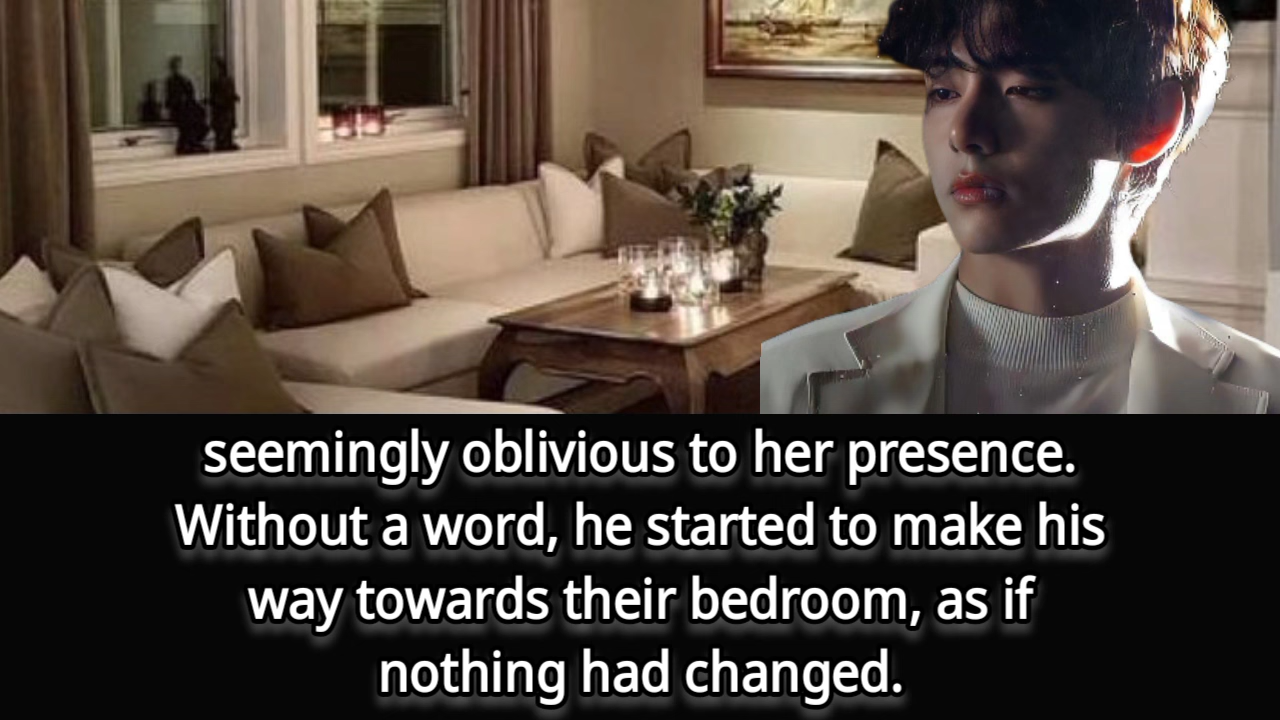 seemingly oblivious to her presence.
Without a word, he started to make his
way towards their bedroom, as if
nothing had changed.